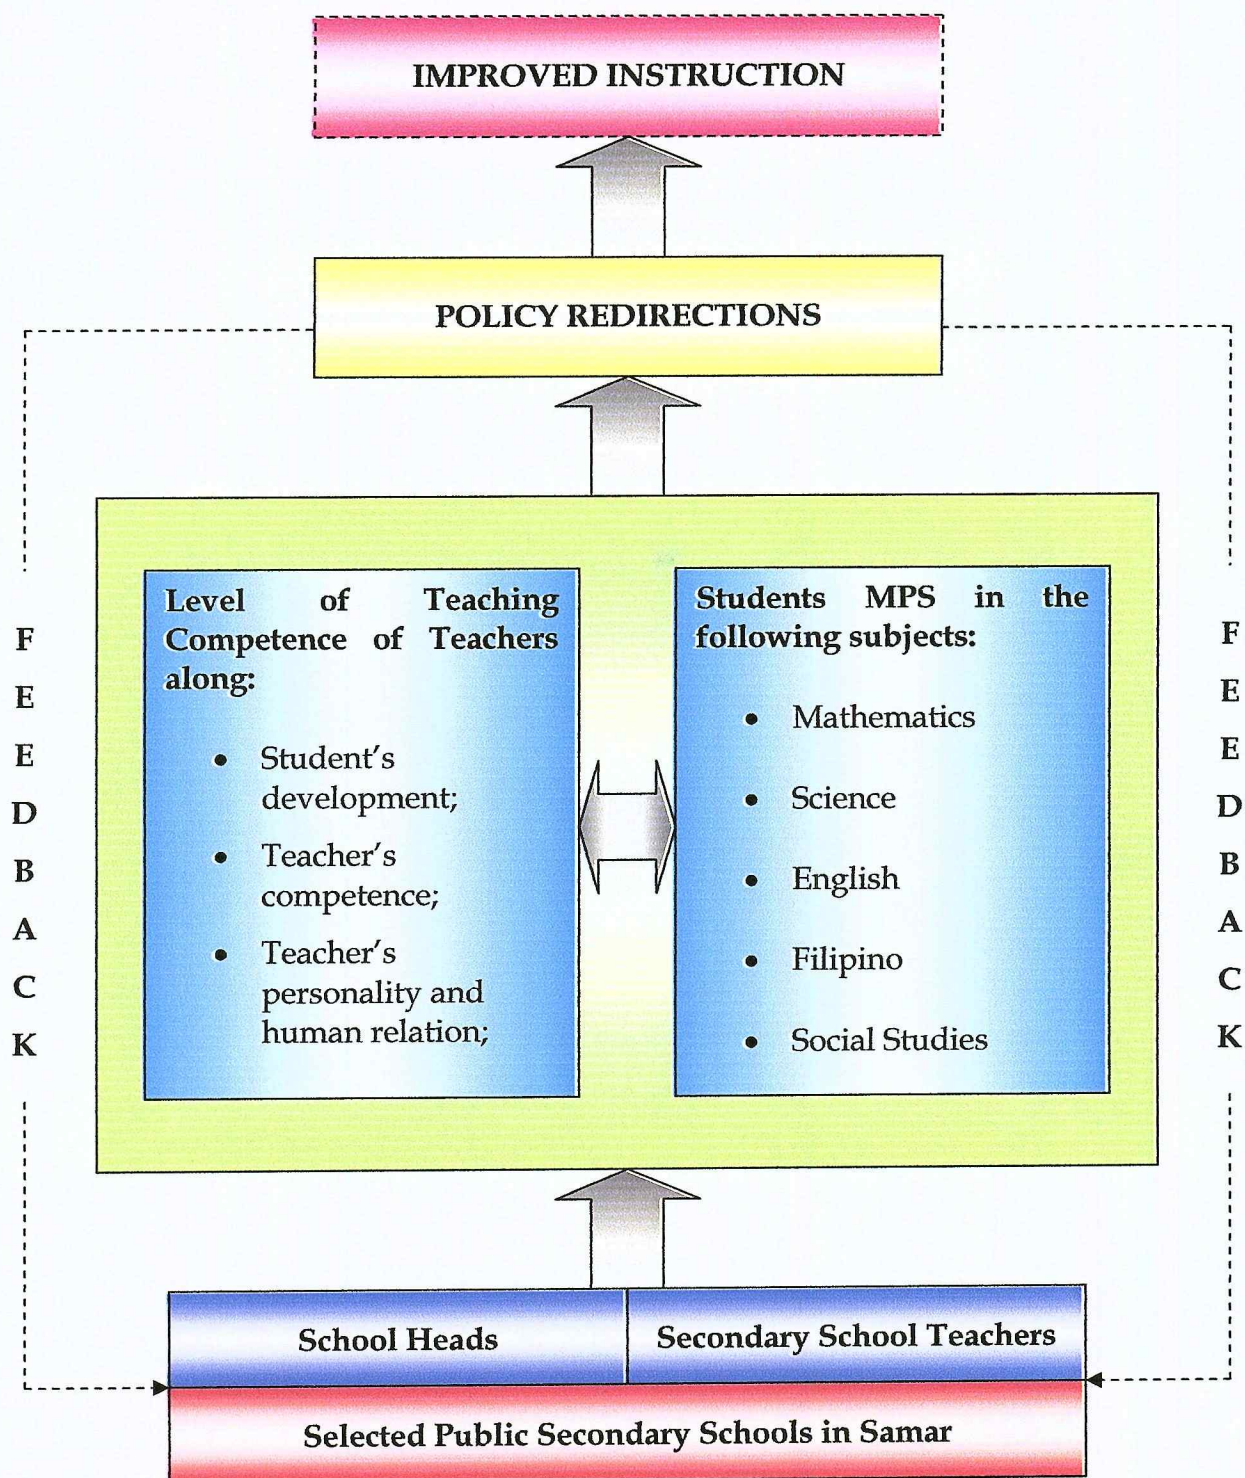 IMPROVED INSTRUCTION
POLICY REDIRECTIONS
F
E
E
D
B
A
C
K
Level of Teaching
Competence of Teachers
along:
• Student's
development;
• Teacher's
competence;
• Teacher's
personality and
human relation;
Students MPS in the
following subjects:
• Mathematics
• Science
• English
• Filipino
• Social Studies
F
E
E
D
B
A
C
K
School Heads
Secondary School Teachers
Selected Public Secondary Schools in Samar